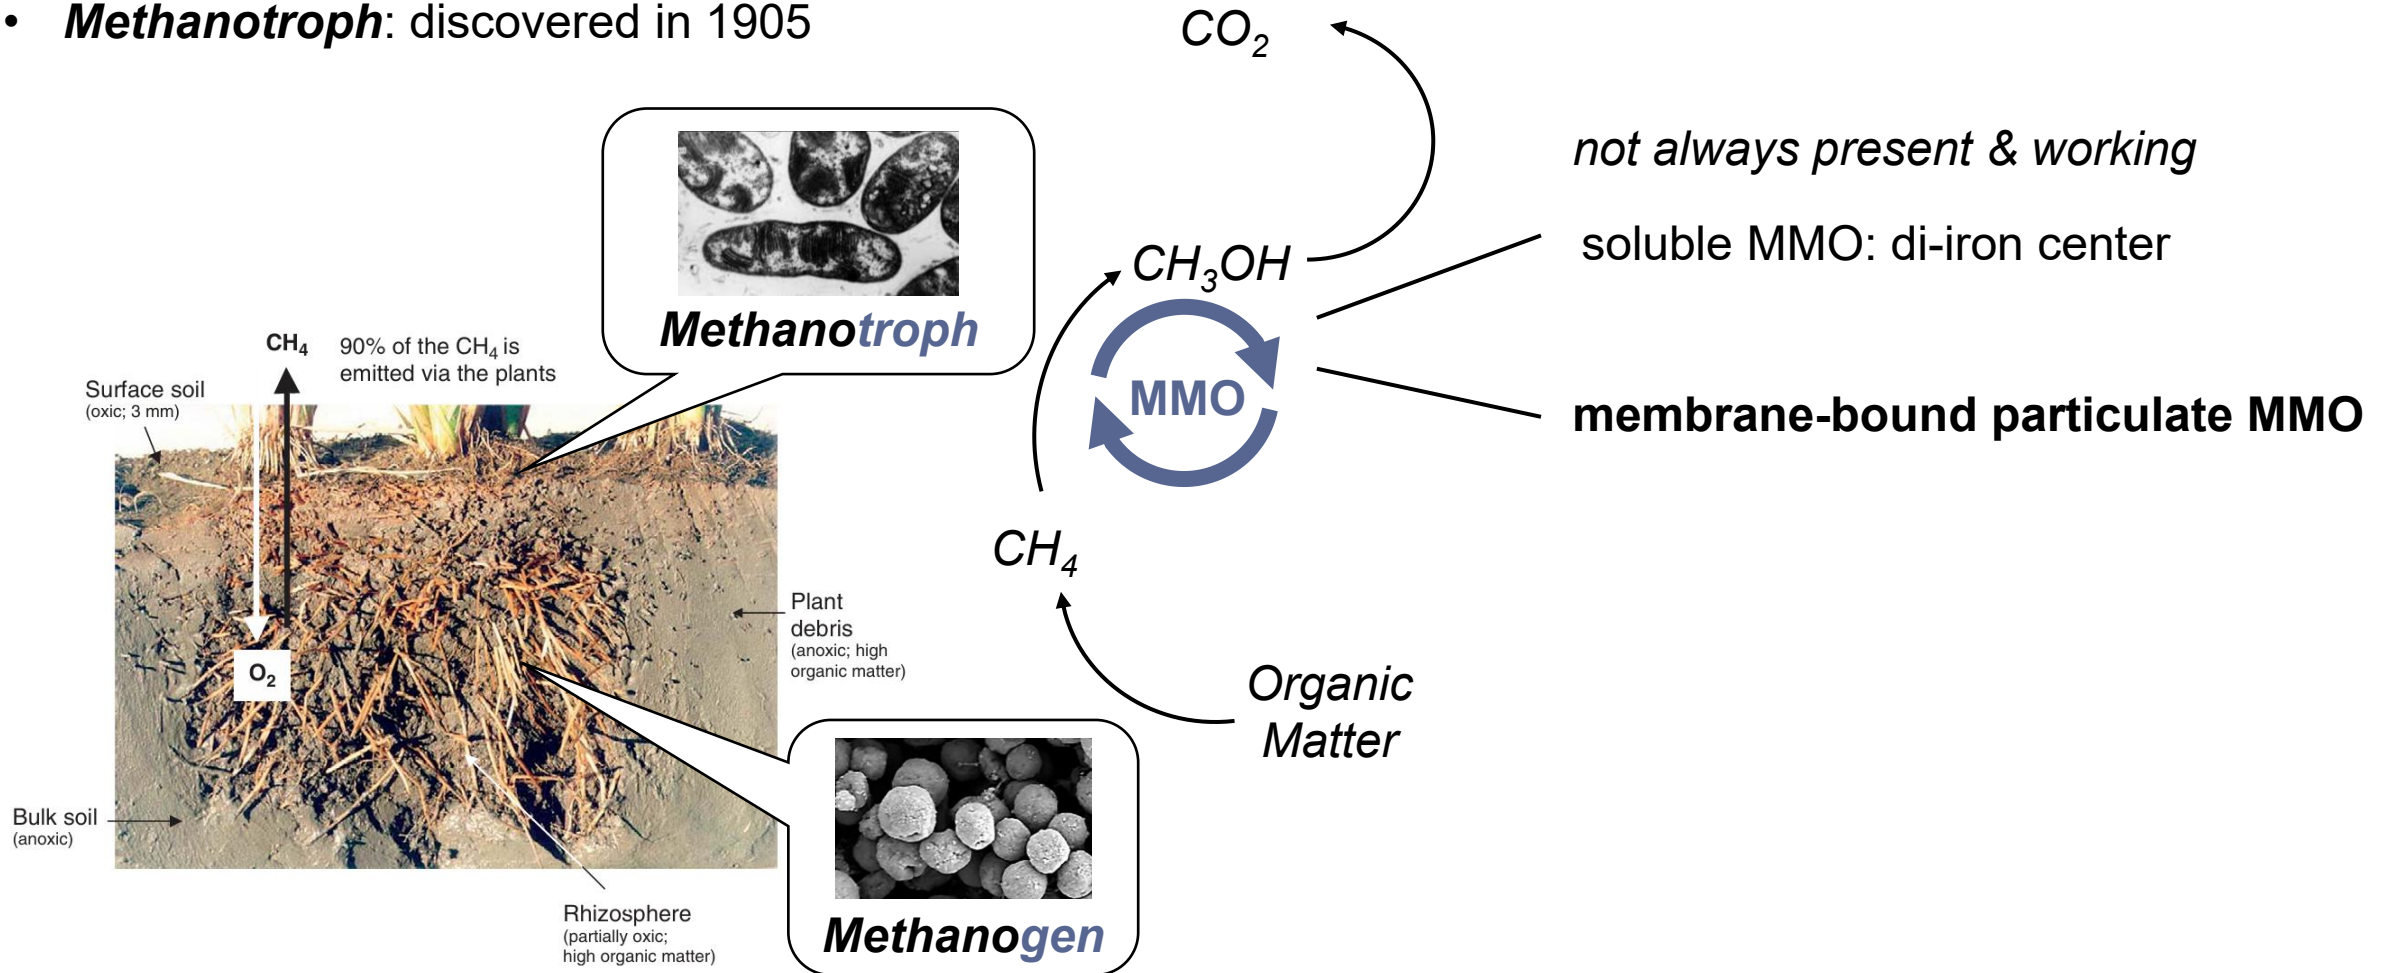 • Methanotroph: discovered in 1905
CO2
not always present & working
soluble MMO: di-iron center
CH3OH
Methanotroph
MMO
membrane-bound particulate MMO
CH4
90% of the CH4 is
emitted via the plants
Surface soil
(oxic; 3 mm)
CH4
O2
Plant
debris
(anoxic; high
organic matter)
Organic
Matter
Bulk soil
(anoxic)
Rhizosphere
(partially oxic;
high organic matter)
Methanogen